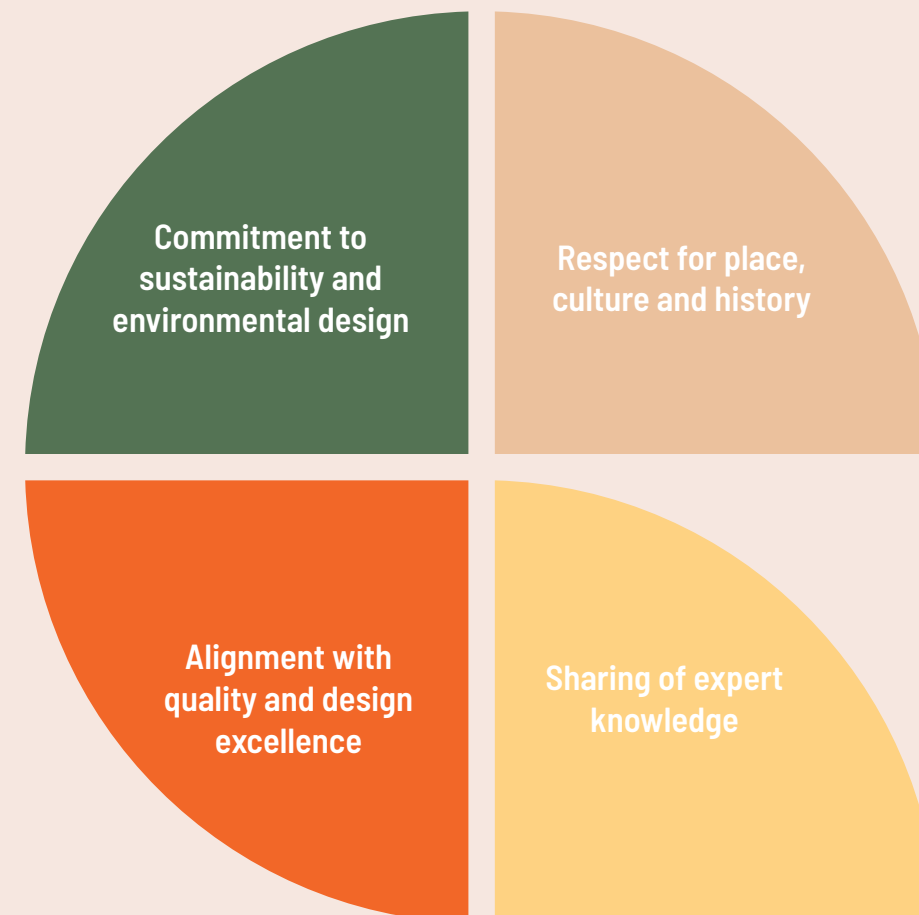 Commitment to
sustainability and
environmental design
Respect for place,
culture and history
Alignment with
quality and design
excellence
Sharing of expert
knowledge